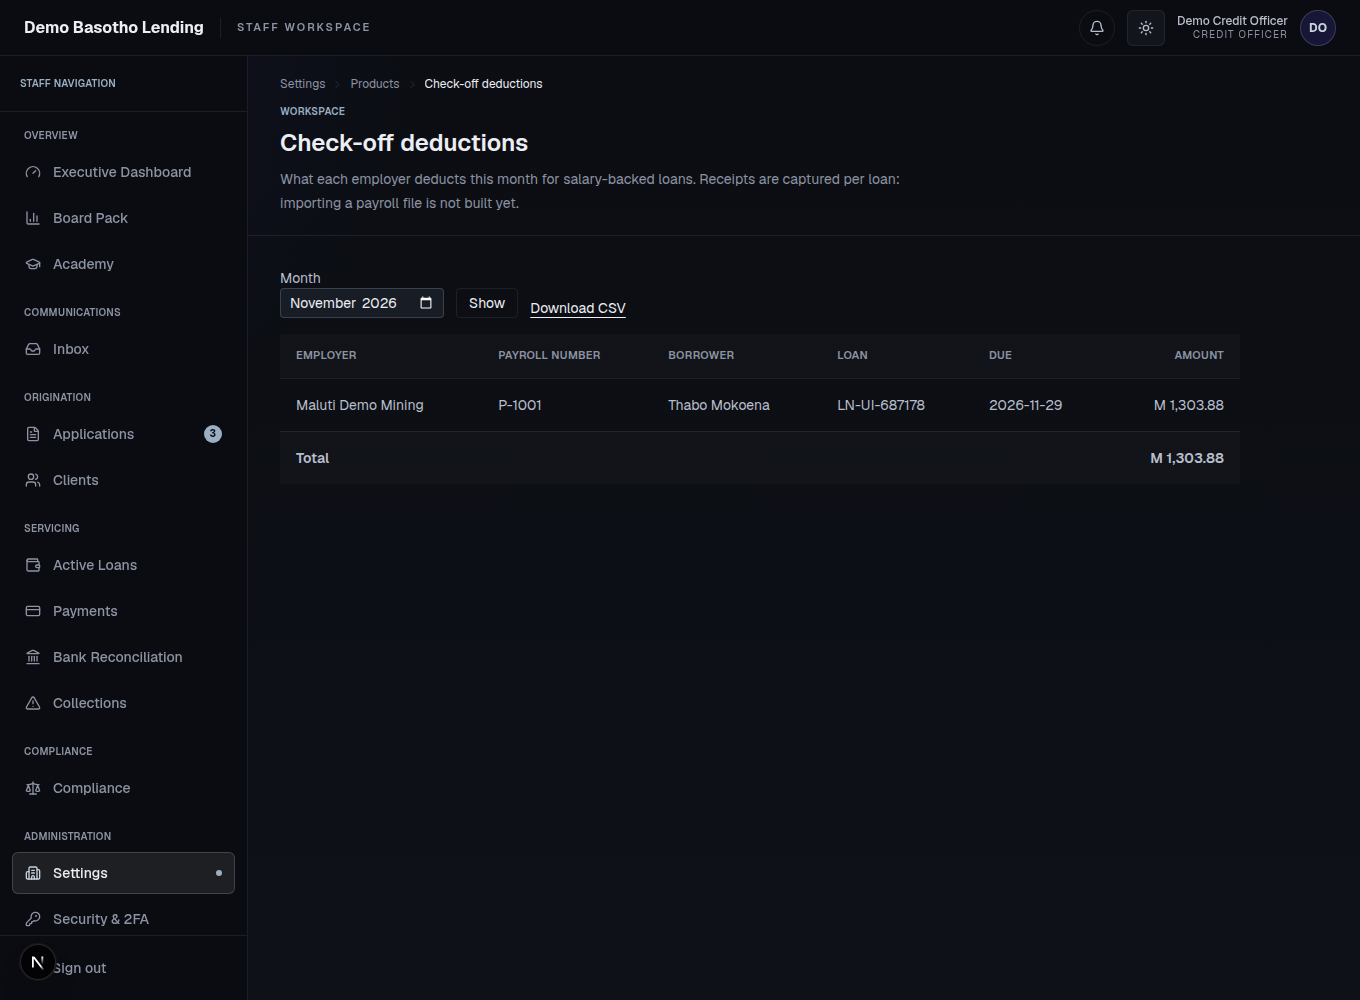 Demo Basotho Lending
STAFF WORKSPACE
Demo Credit Officer
CREDIT OFFICER
DO
STAFF NAVIGATION
OVERVIEW
Executive Dashboard
Board Pack
Academy
COMMUNICATIONS
Inbox
ORIGINATION
Applications 3
Clients
SERVICING
Active Loans
Payments
Bank Reconciliation
Collections
COMPLIANCE
Compliance
ADMINISTRATION
Settings
Security & 2FA
N
Sign out
Settings > Products > Check-off deductions
WORKSPACE
Check-off deductions
What each employer deducts this month for salary-backed loans. Receipts are captured per loan:
importing a payroll file is not built yet.
Month
November 2026 Show Download CSV
EMPLOYER PAYROLL NUMBER BORROWER LOAN DUE AMOUNT
Maluti Demo Mining P-1001 Thabo Mokoena LN-UI-687178 2026-11-29 M 1,303.88
Total M 1,303.88